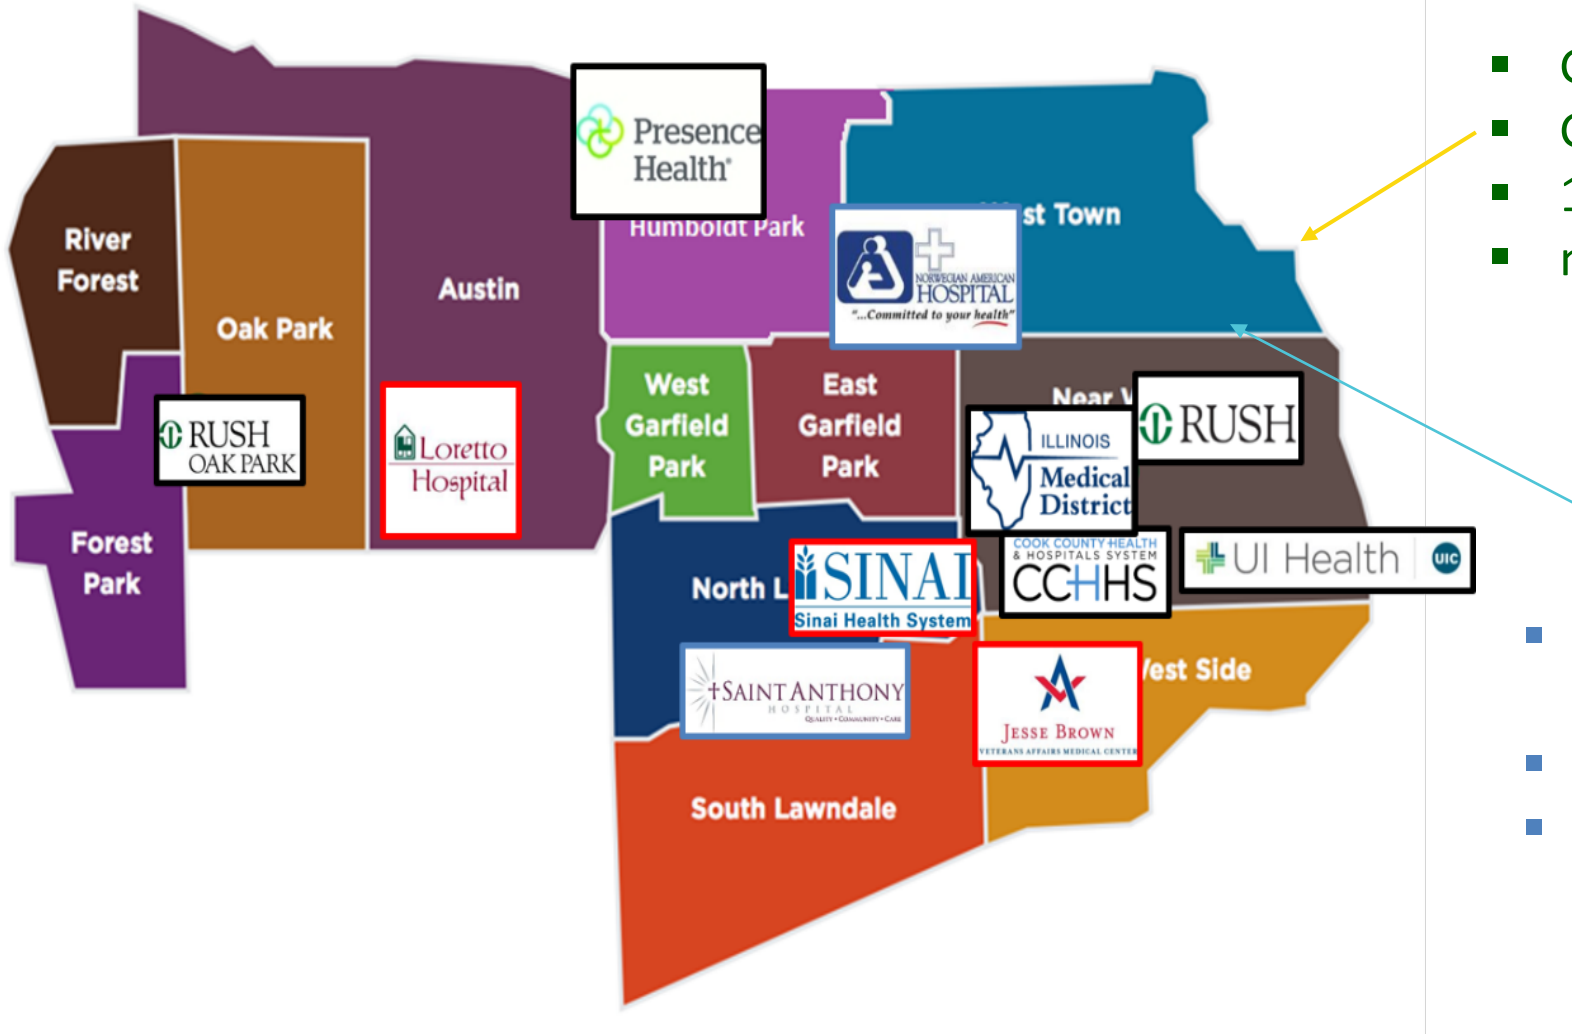 Presence
Health
Humboldt Park
st Town
NORWEGIAN AMERICAN
HOSPITAL
"...Committed to your health"
River
Forest
Oak Park
Austin
West
Garfield
Park
East
Garfield
Park
Near
RUSH
ILLINOIS
Medical
District
RUSH
OAK PARK
Loretto
Hospital
Forest
Park
North L
SINAI
Sinai Health System
COOK COUNTY HEALTH
& HOSPITALS SYSTEM
CCHHS
UI Health
UIC
SAINT ANTHONY
HOSPITAL
QUALITY • COMMUNITY • CARE
JESSE BROWN
VETERANS AFFAIRS MEDICAL CENTER
est Side
South Lawndale